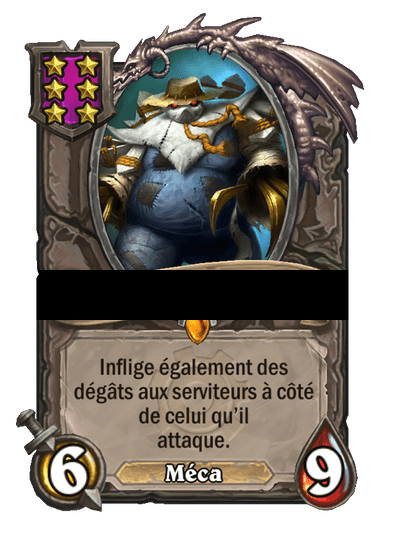 Inflige également des
dégâts aux serviteurs à côté
de celui qu'il
attaque.
6
Méca
9